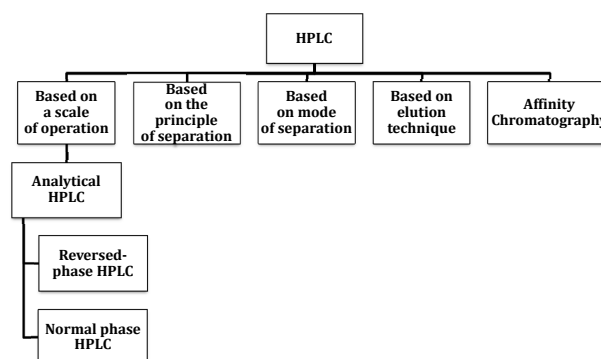 HPLC
Based on
a scale
of operation
Based
on the
principle
of separation
Based
on mode
of separation
Based on
elution
technique
Affinity
Chromatography
Analytical
HPLC
Reversed-
phase HPLC
Normal phase
HPLC